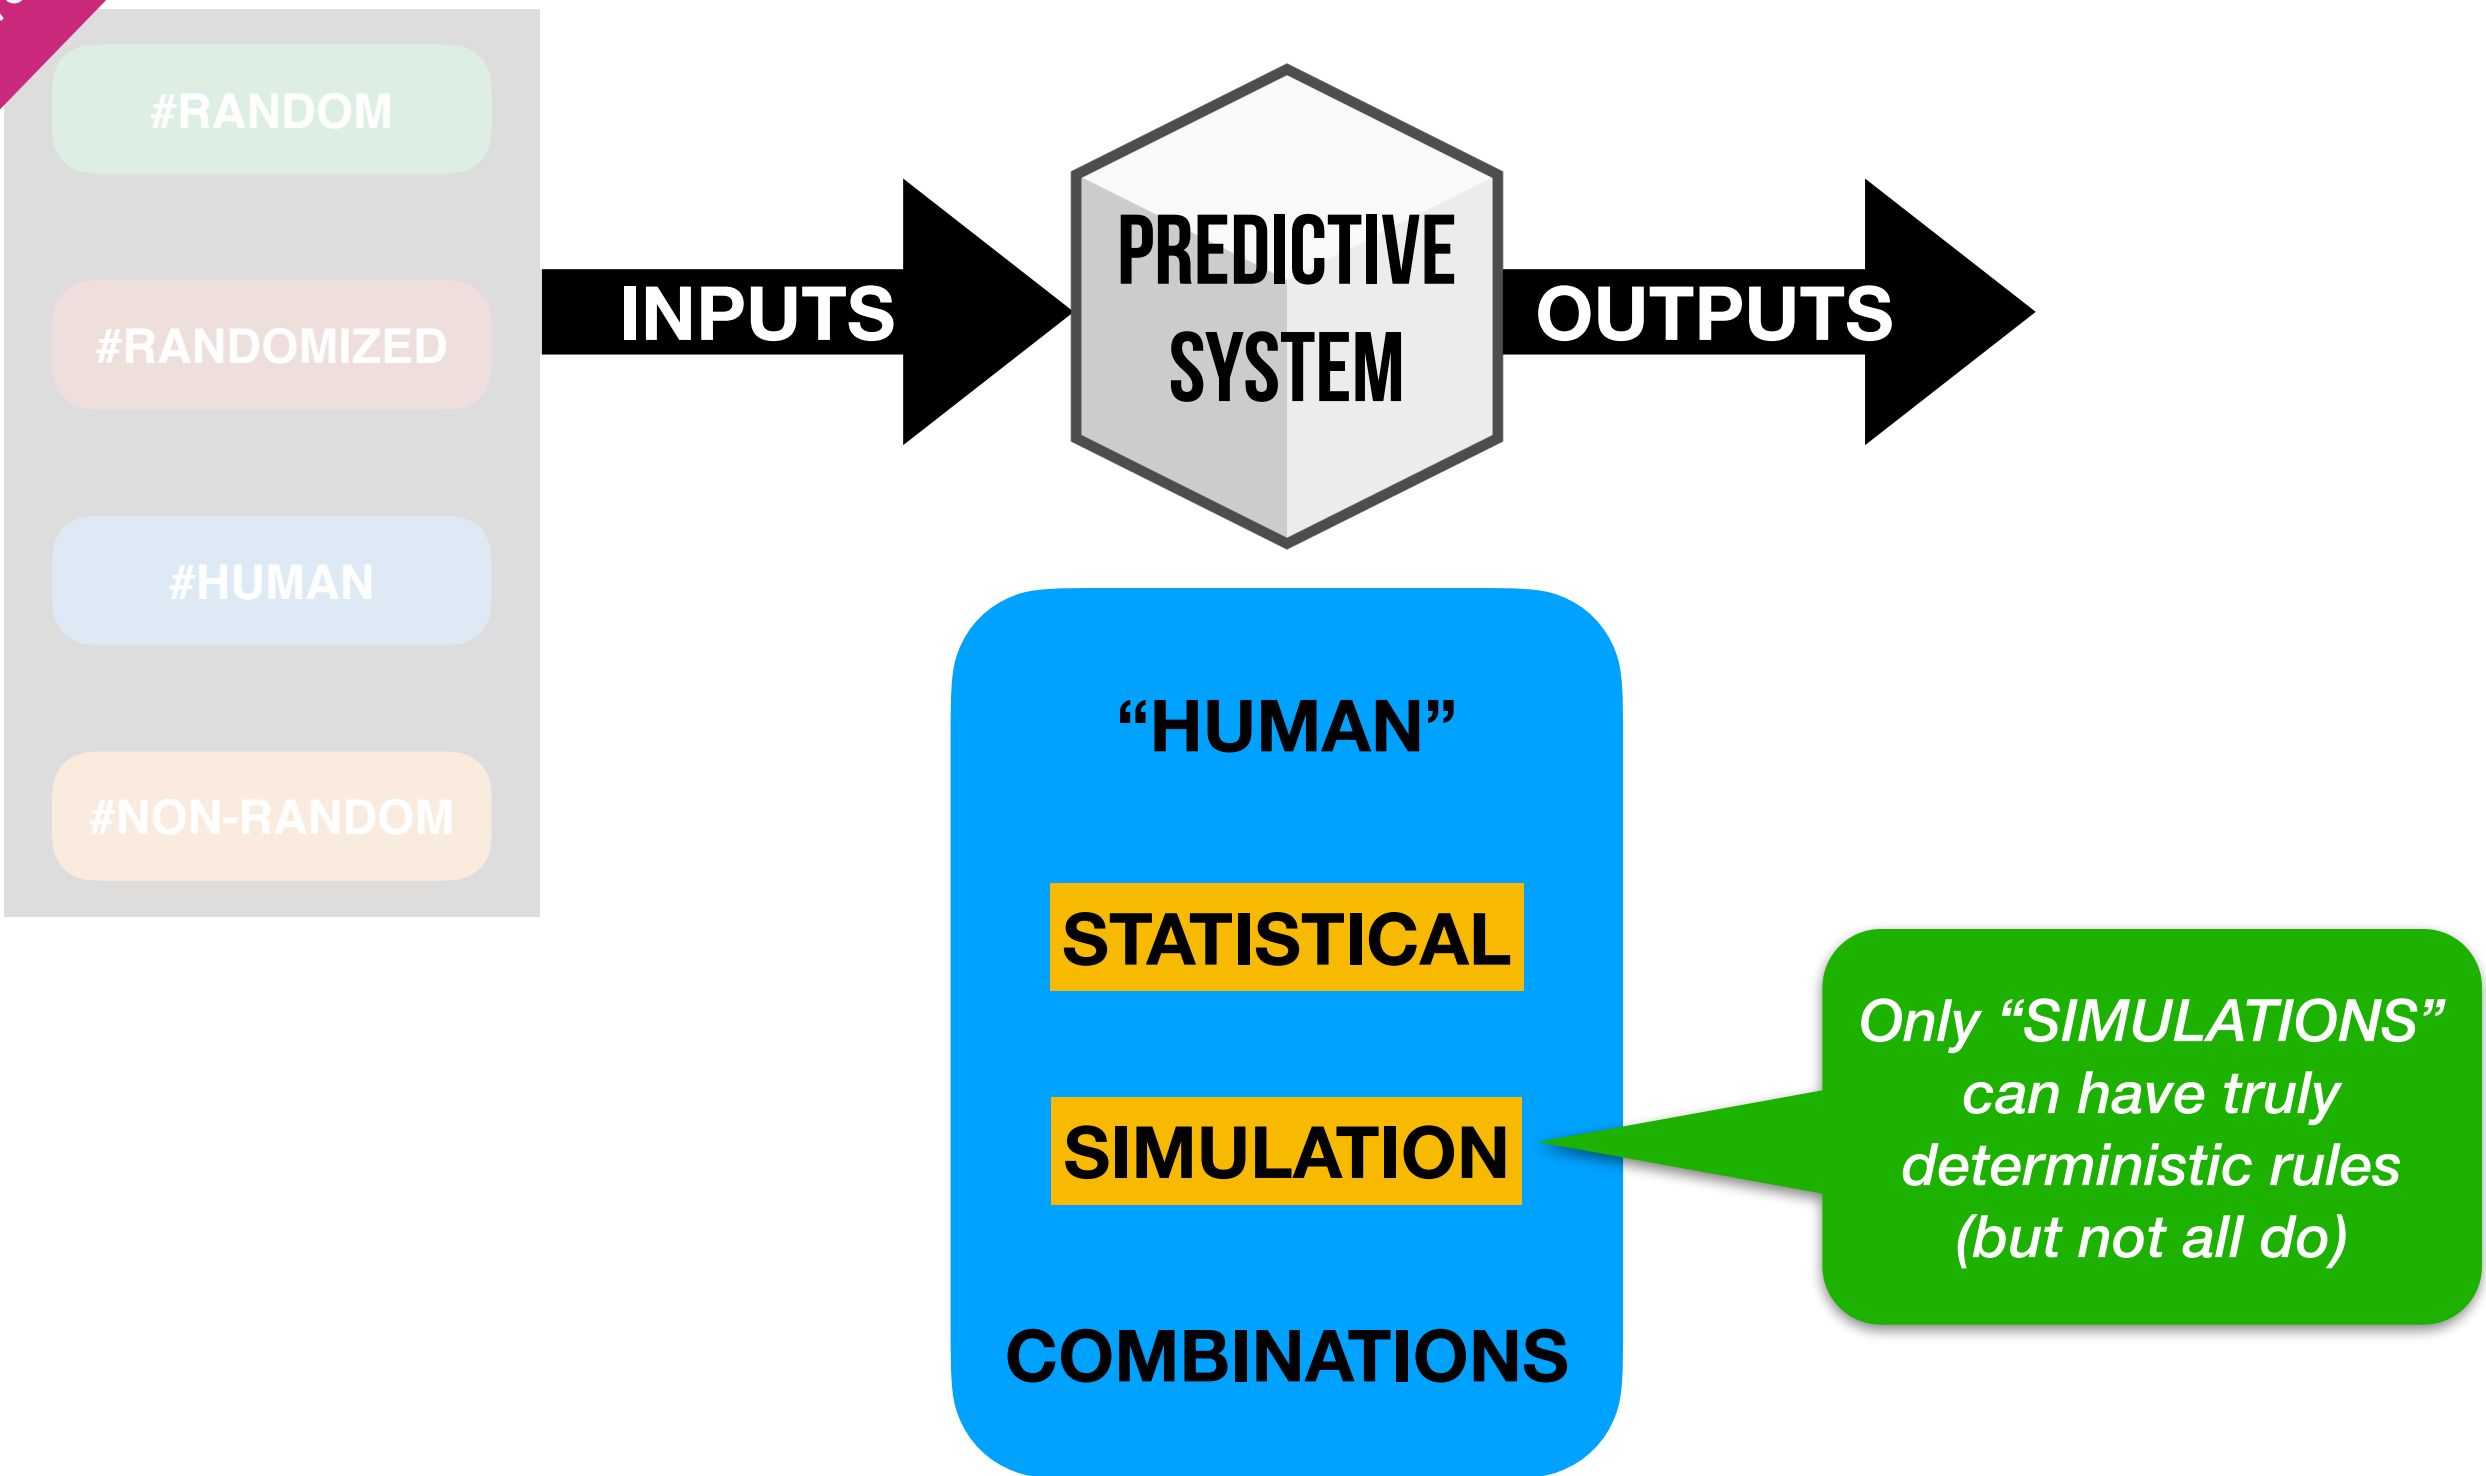 #RANDOM
#RANDOMIZED
#HUMAN
#NON-RANDOM
INPUTS
PREDICTIVE
SYSTEM
OUTPUTS
“HUMAN”
STATISTICAL
SIMULATION
COMBINATIONS
Only “SIMULATIONS”
can have truly
deterministic rules
(but not all do)